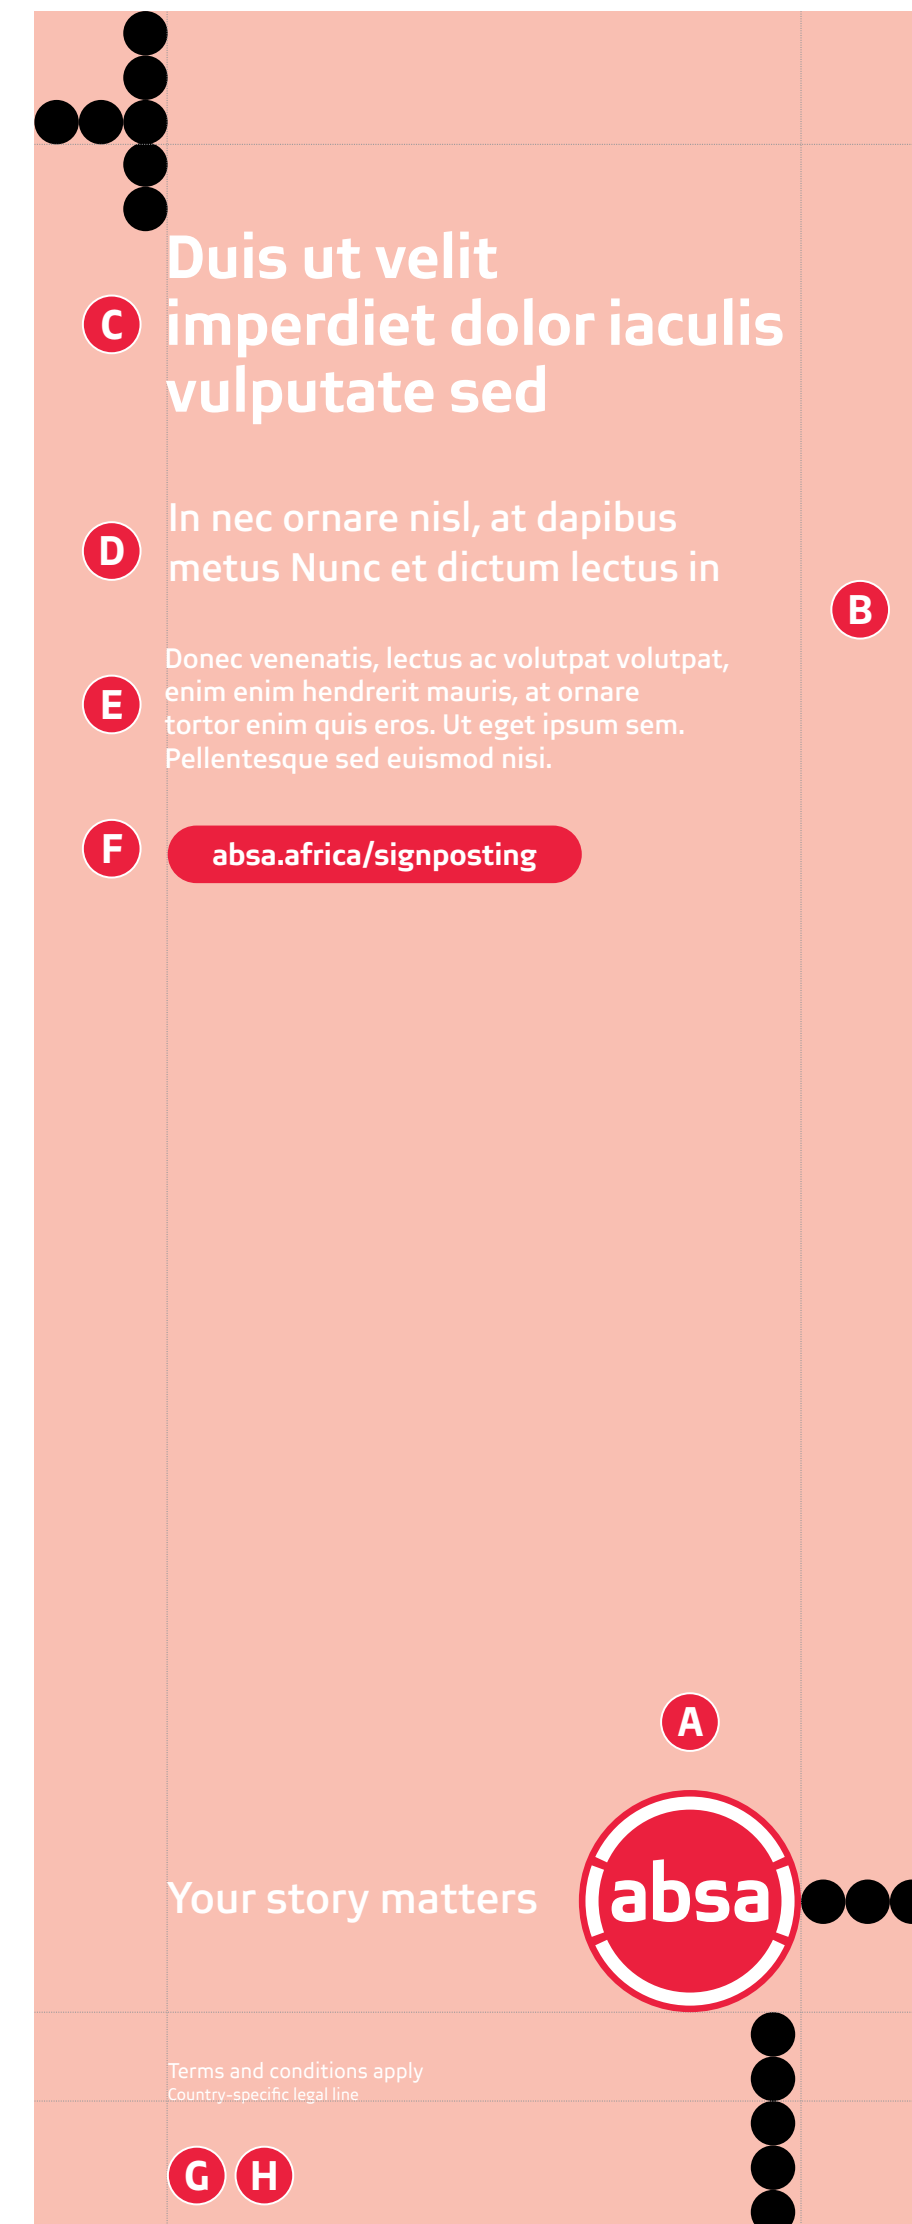 Duis ut velit
C
imperdiet dolor iaculis
vulputate sed
In nec ornare nisl, at dapibus
D
metus Nunc et dictum lectus in
B
Donec venenatis, lectus ac volutpat volutpat,
E
enim enim hendrerit mauris, at ornare
tortor enim quis eros. Ut eget ipsum sem.
Pellentesque sed euismod nisi.
F
absa.africa/signposting
A
Your story matters
absa
Terms and conditions apply
Country-specific legal line
G H